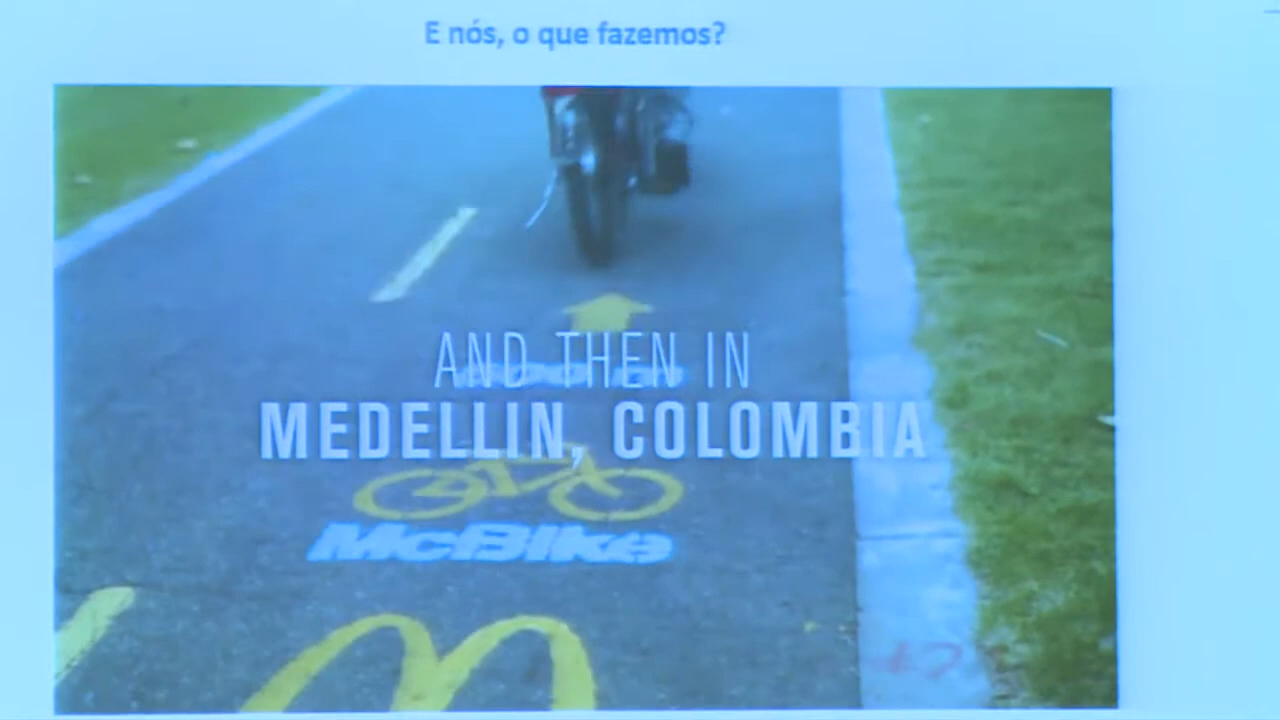 E nós, o que fazemos?
AND THEN IN
MEDELLIN, COLOMBIA
McBike